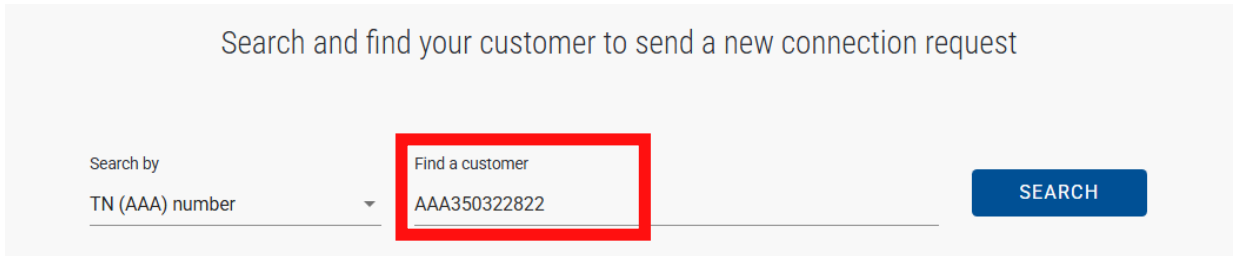 Search and find your customer to send a new connection request
Search by
Find a customer
TN (AAA) number
AAA350322822
SEARCH